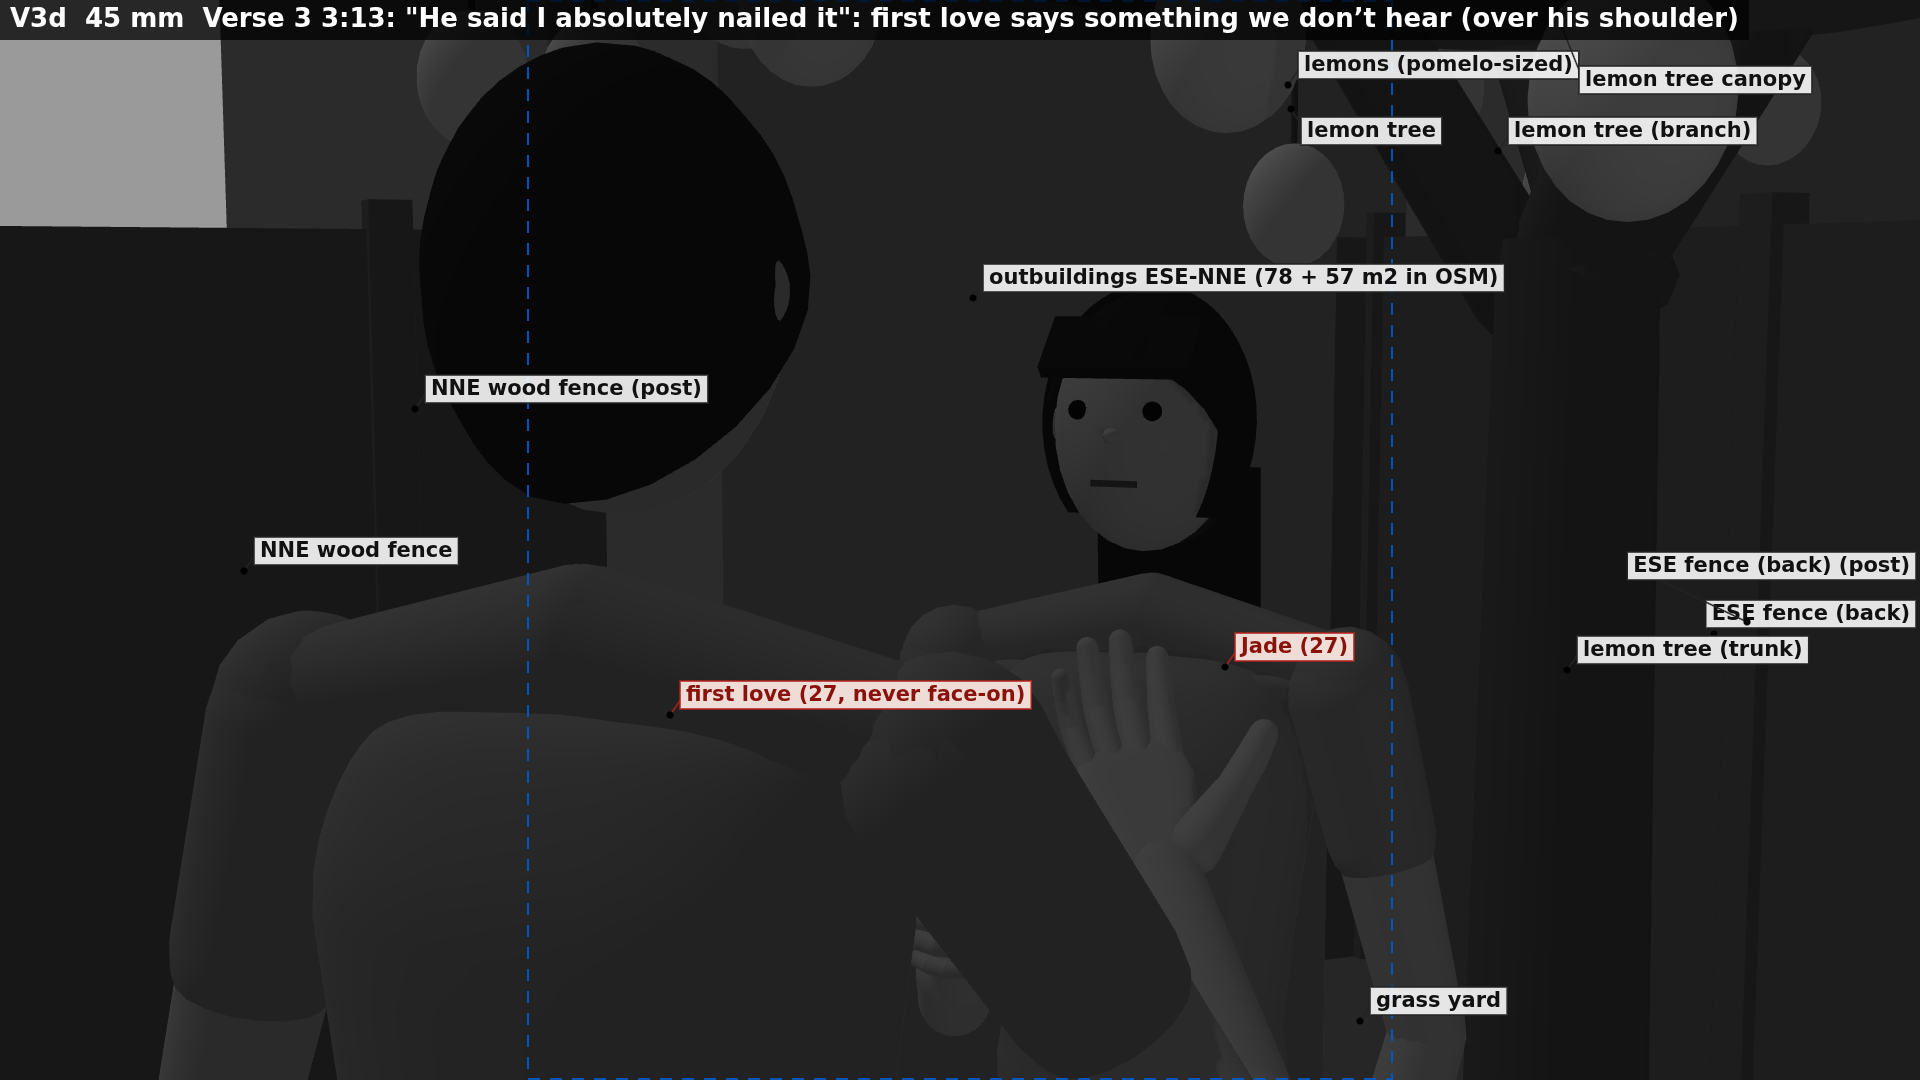 V3d 45 mm Verse 3 3:13: "He said I absolutely nailed it": first love says something we don’t hear (over his shoulder)
lemons (pomelo-sized)
lemon tree canopy
lemon tree
lemon tree (branch)
outbuildings ESE-NNE (78 + 57 m2 in OSM)
NNE wood fence (post)
NNE wood fence
ESE fence (back) (post)
ESE fence (back)
Jade (27)
lemon tree (trunk)
first love (27, never face-on)
grass yard